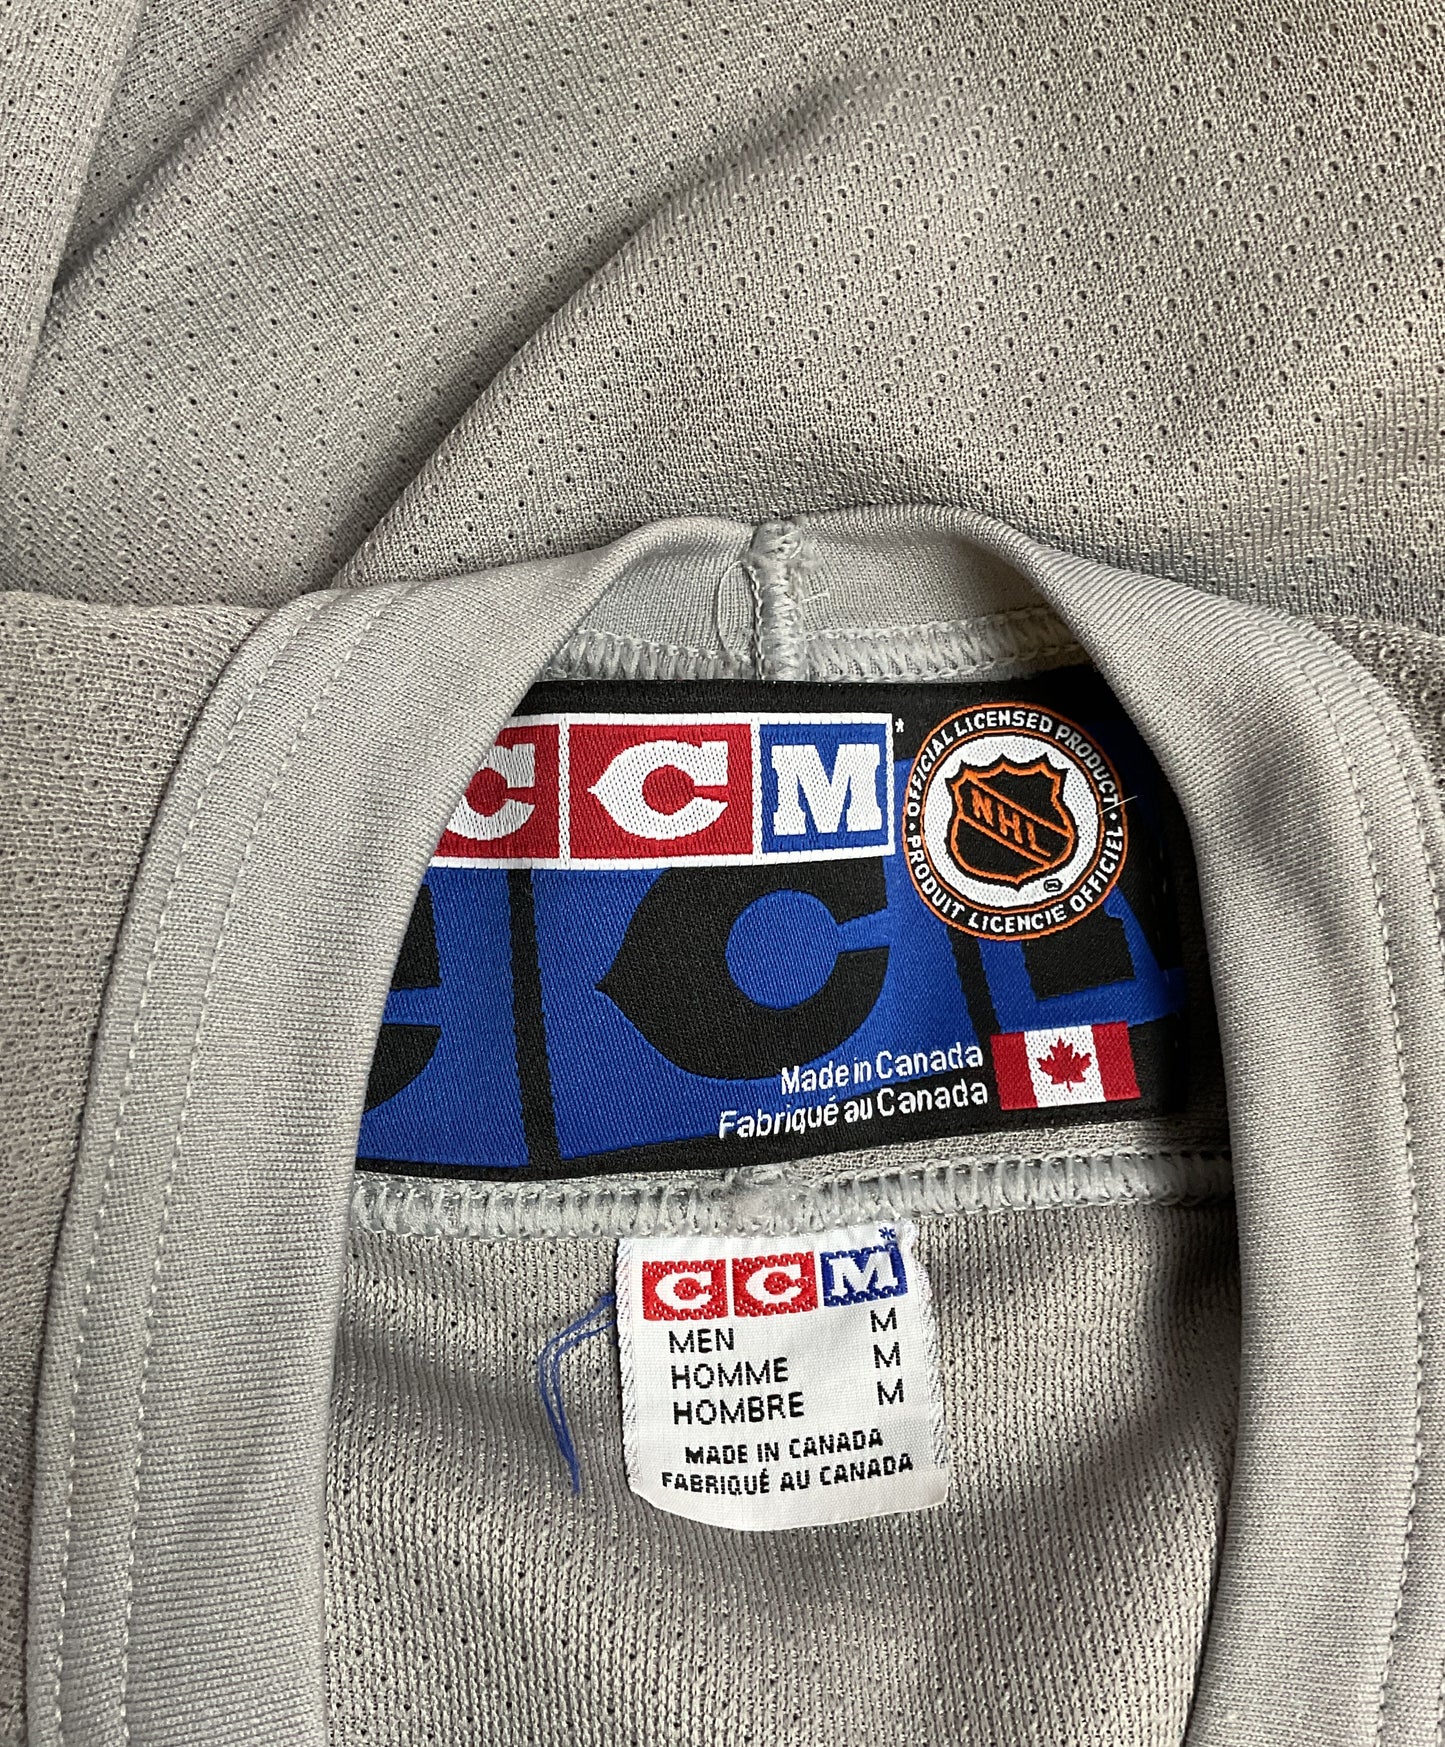 CCM*
OFFICIAL LICENSED PRODUCT
NHL
PRODUIT LICENCIE OFFICIEL
C
Made in Canada
Fabriqué au Canada
CCM*
MEN M
HOMME M
HOMBRE M
MADE IN CANADA
FABRIQUÉ AU CANADA